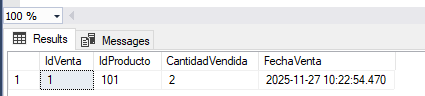 100 %
Results Messages
IdVenta IdProducto CantidadVendida FechaVenta
1 1 101 2 2025-11-27 10:22:54.470